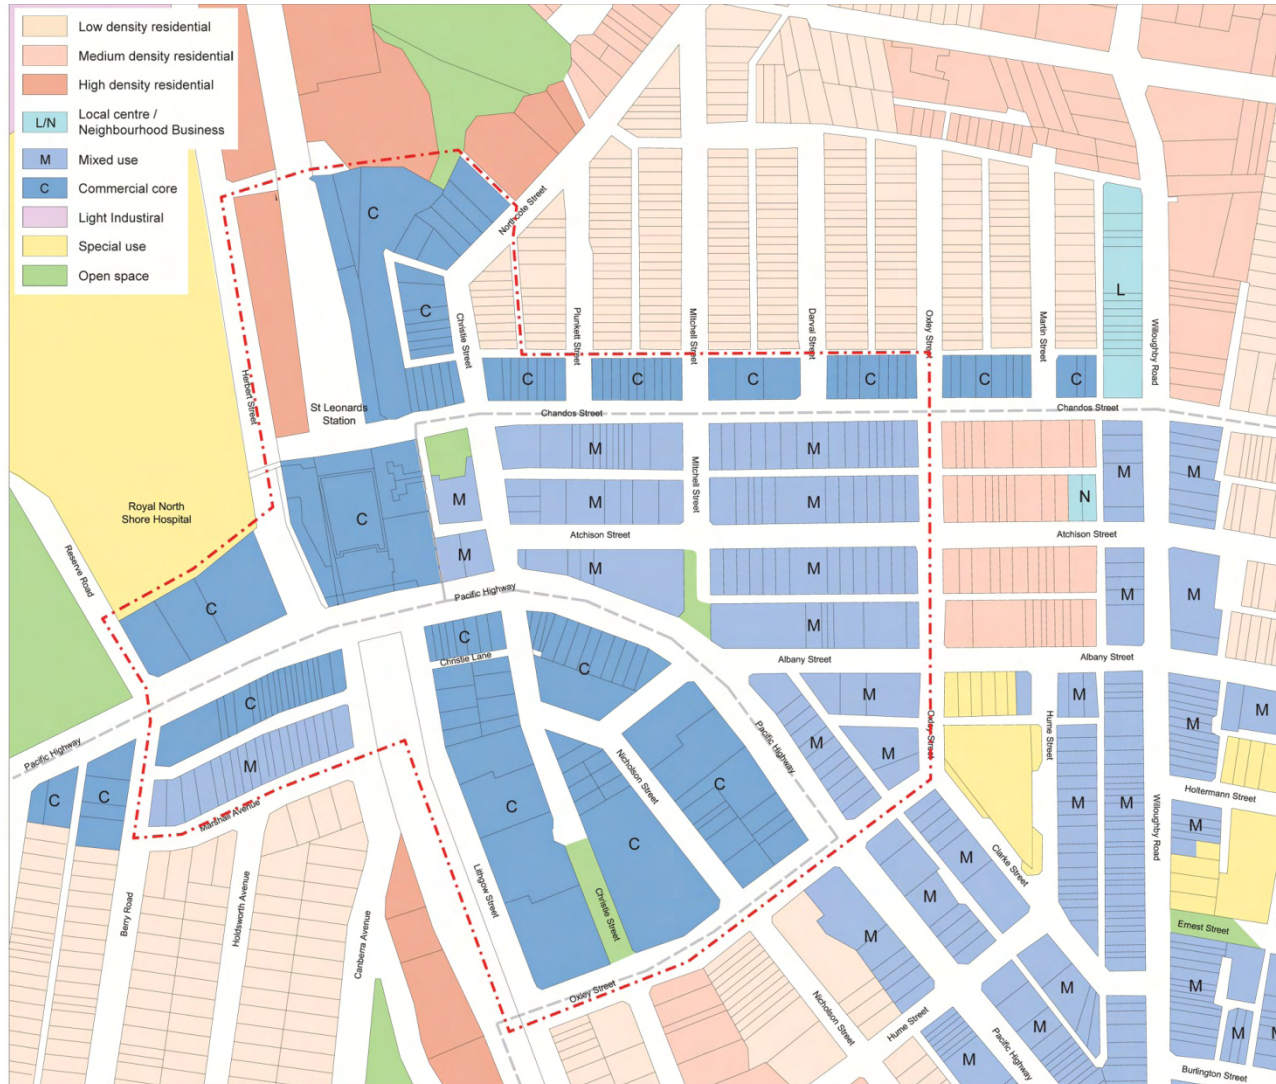 Low density residential
Medium density residential
High density residential
L/N Local centre /
Neighbourhood Business
M Mixed use
C Commercial core
Light Industiral
Special use
Open space
C
Northcote Street
C
Christie Street
Plunkett Street
Mitchell Street
Darval Street
Oxley Street
Martin Street
L
Willoughby Road
Herbert Street
St Leonards
Station
C
C
C
C
C
C
Chandos Street
Chandos Street
M
M
M
M
Mitchell Street
M
M
M
N
Royal North
Shore Hospital
C
Atchison Street
Atchison Street
Reserve Road
M
M
M
M
M
Pacific Highway
C
M
C
Christie Lane
C
Albany Street
Albany Street
C
M
Oxley Street
M
M
M
Hume Street
Pacific Highway
M
M
Pacific Highway
M
Nicholson Street
C
C
C
C
M
M
Willoughby Road
Holtermann Street
Marshall Avenue
M
C
Clarke Street
M
Lithgow Street
M
Berry Road
Holdsworth Avenue
Canberra Avenue
Christie Street
M
Ernest Street
Oxley Street
M
M
Nicholson Street
Hume Street
M
M
Pacific Highway
M
M
M
Burlington Street